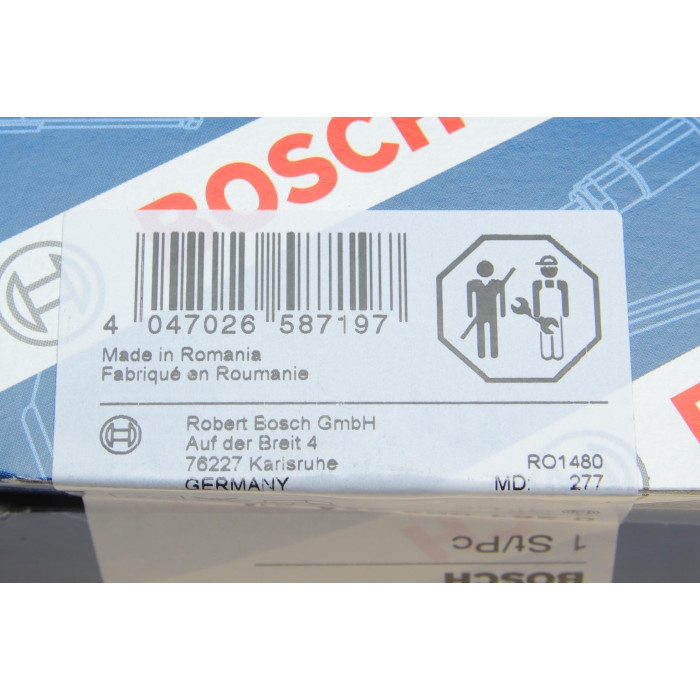 BOSCH
4 047026 587197
Made in Romania
Fabriqué en Roumanie
Robert Bosch GmbH
Auf der Breit 4
76227 Karlsruhe
GERMANY
RO1480
MD: 277
1 St/Pc
BOSCH